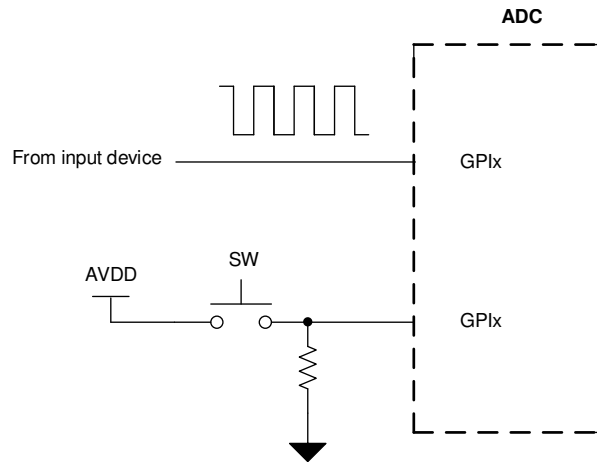 ADC
From input device
GPIx
SW
AVDD
GPIx